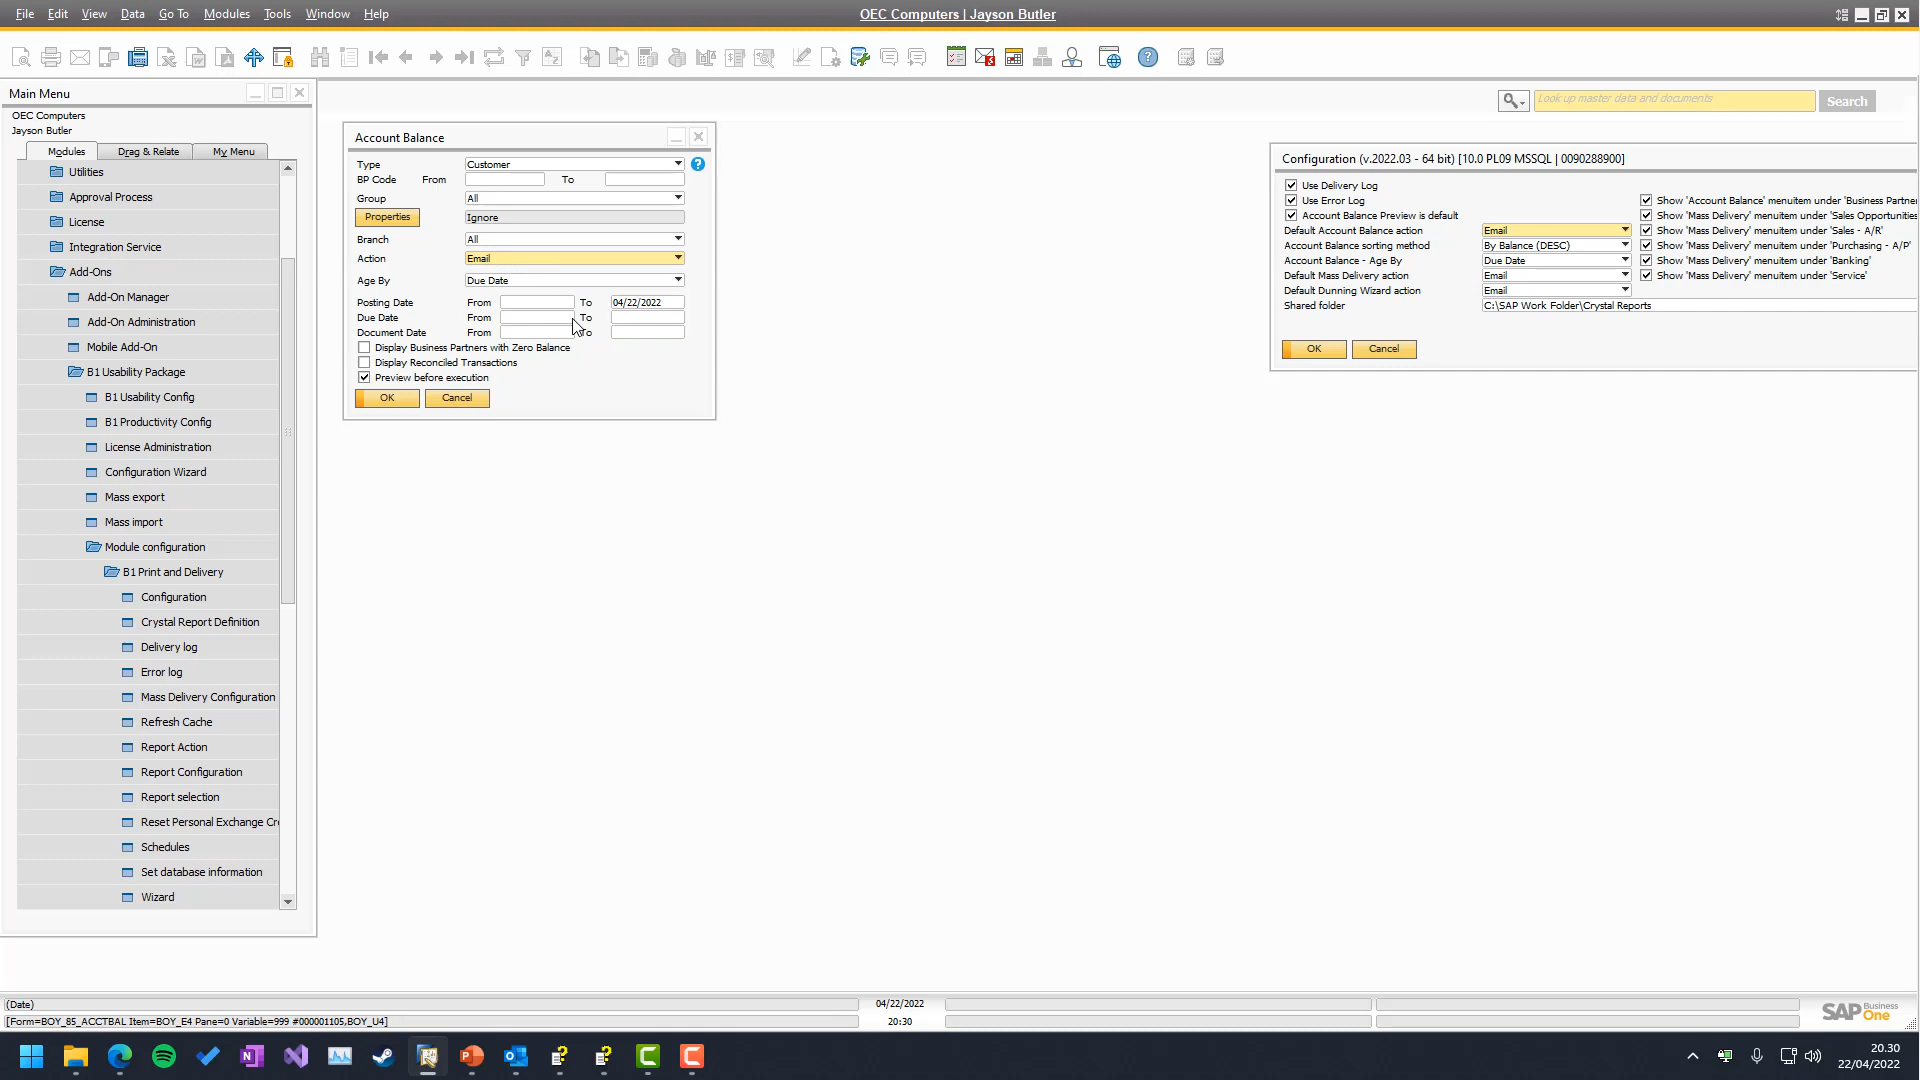 File Edit View Data Go To Modules Tools Window Help
OEC Computers | Jayson Butler
Main Menu
OEC Computers
Jayson Butler
Modules Drag & Relate My Menu
Utilities
Approval Process
License
Integration Service
Add-Ons
Add-On Manager
Add-On Administration
Mobile Add-On
B1 Usability Package
B1 Usability Config
B1 Productivity Config
License Administration
Configuration Wizard
Mass export
Mass import
Module configuration
B1 Print and Delivery
Configuration
Crystal Report Definition
Delivery log
Error log
Mass Delivery Configuration
Refresh Cache
Report Action
Report Configuration
Report selection
Reset Personal Exchange Cr
Schedules
Set database information
Wizard
Look up master data and documents Search
Account Balance
Type Customer
BP Code From To
Group All
Properties Ignore
Branch All
Action Email
Age By Due Date
Posting Date From To 04/22/2022
Due Date From To
Document Date From To
Display Business Partners with Zero Balance
Display Reconciled Transactions
Preview before execution
OK Cancel
Configuration (v.2022.03 - 64 bit) [10.0 PL09 MSSQL | 0090288900]
Use Delivery Log
Use Error Log
Account Balance Preview is default
Default Account Balance action Email
Account Balance sorting method By Balance (DESC)
Account Balance - Age By Due Date
Default Mass Delivery action Email
Default Dunning Wizard action Email
Shared folder C:\SAP Work Folder\Crystal Reports
Show 'Account Balance' menuitem under 'Business Partner
Show 'Mass Delivery' menuitem under 'Sales Opportunities
Show 'Mass Delivery' menuitem under 'Sales - A/R'
Show 'Mass Delivery' menuitem under 'Purchasing - A/P'
Show 'Mass Delivery' menuitem under 'Banking'
Show 'Mass Delivery' menuitem under 'Service'
OK Cancel
(Date) 04/22/2022
[Form=BOY_85_ACCTBAL Item=BOY_E4 Pane=0 Variable=999 #000001105,BOY_U4] 20:30
SAP Business One
20.30
22/04/2022